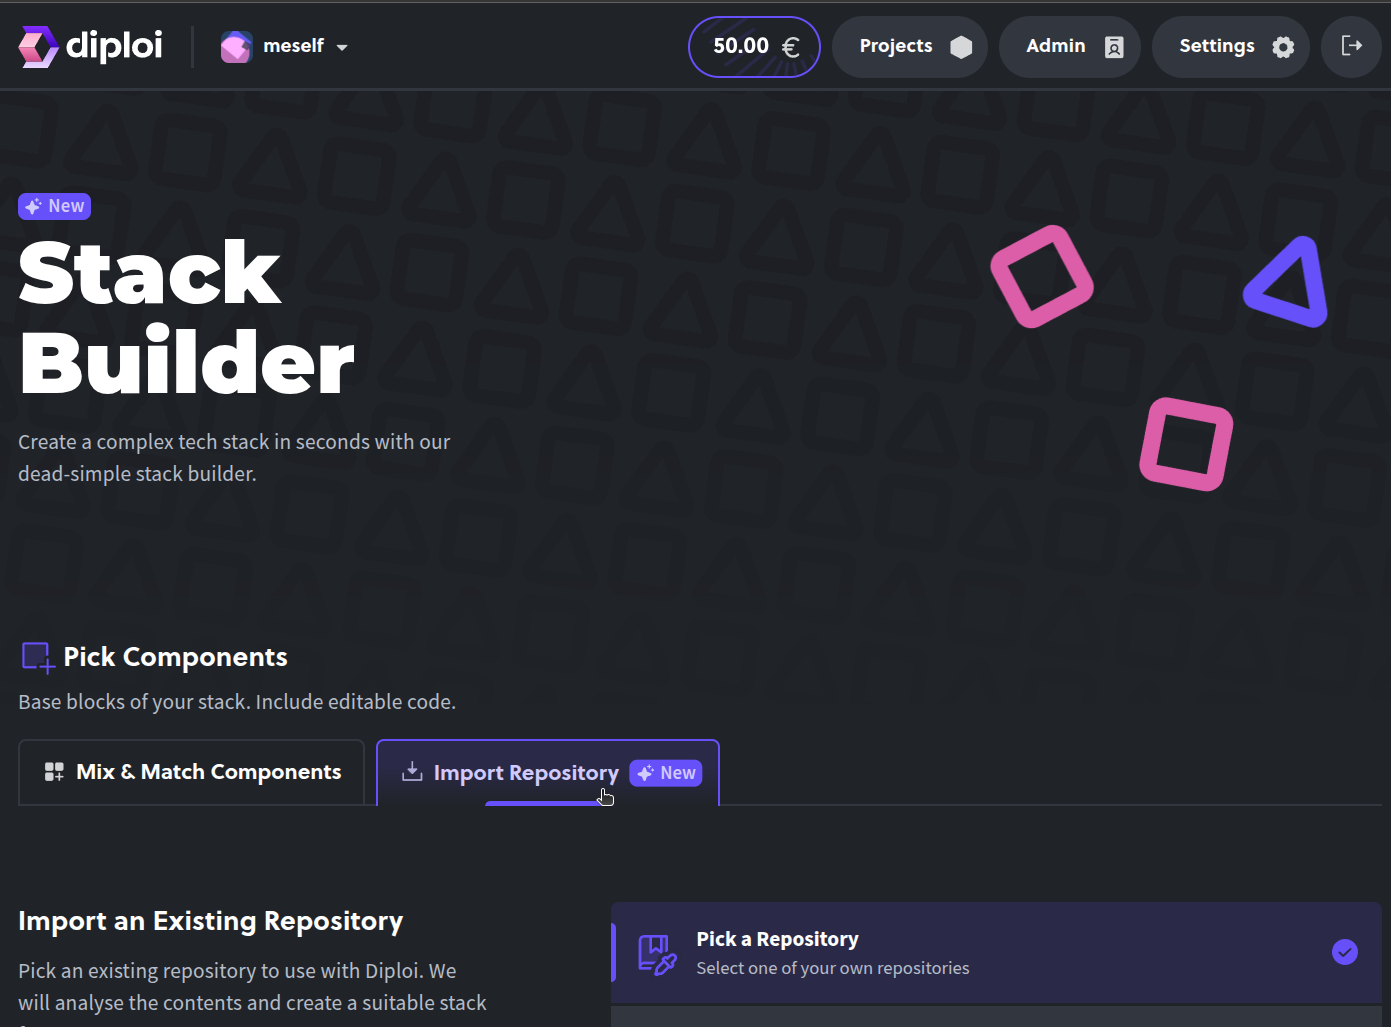 diploi
meself
50.00 €
Projects
Admin
Settings
New
Stack
Builder
Create a complex tech stack in seconds with our
dead-simple stack builder.
Pick Components
Base blocks of your stack. Include editable code.
Mix & Match Components
Import Repository
New
Import an Existing Repository
Pick an existing repository to use with Diploi. We
will analyse the contents and create a suitable stack
Pick a Repository
Select one of your own repositories